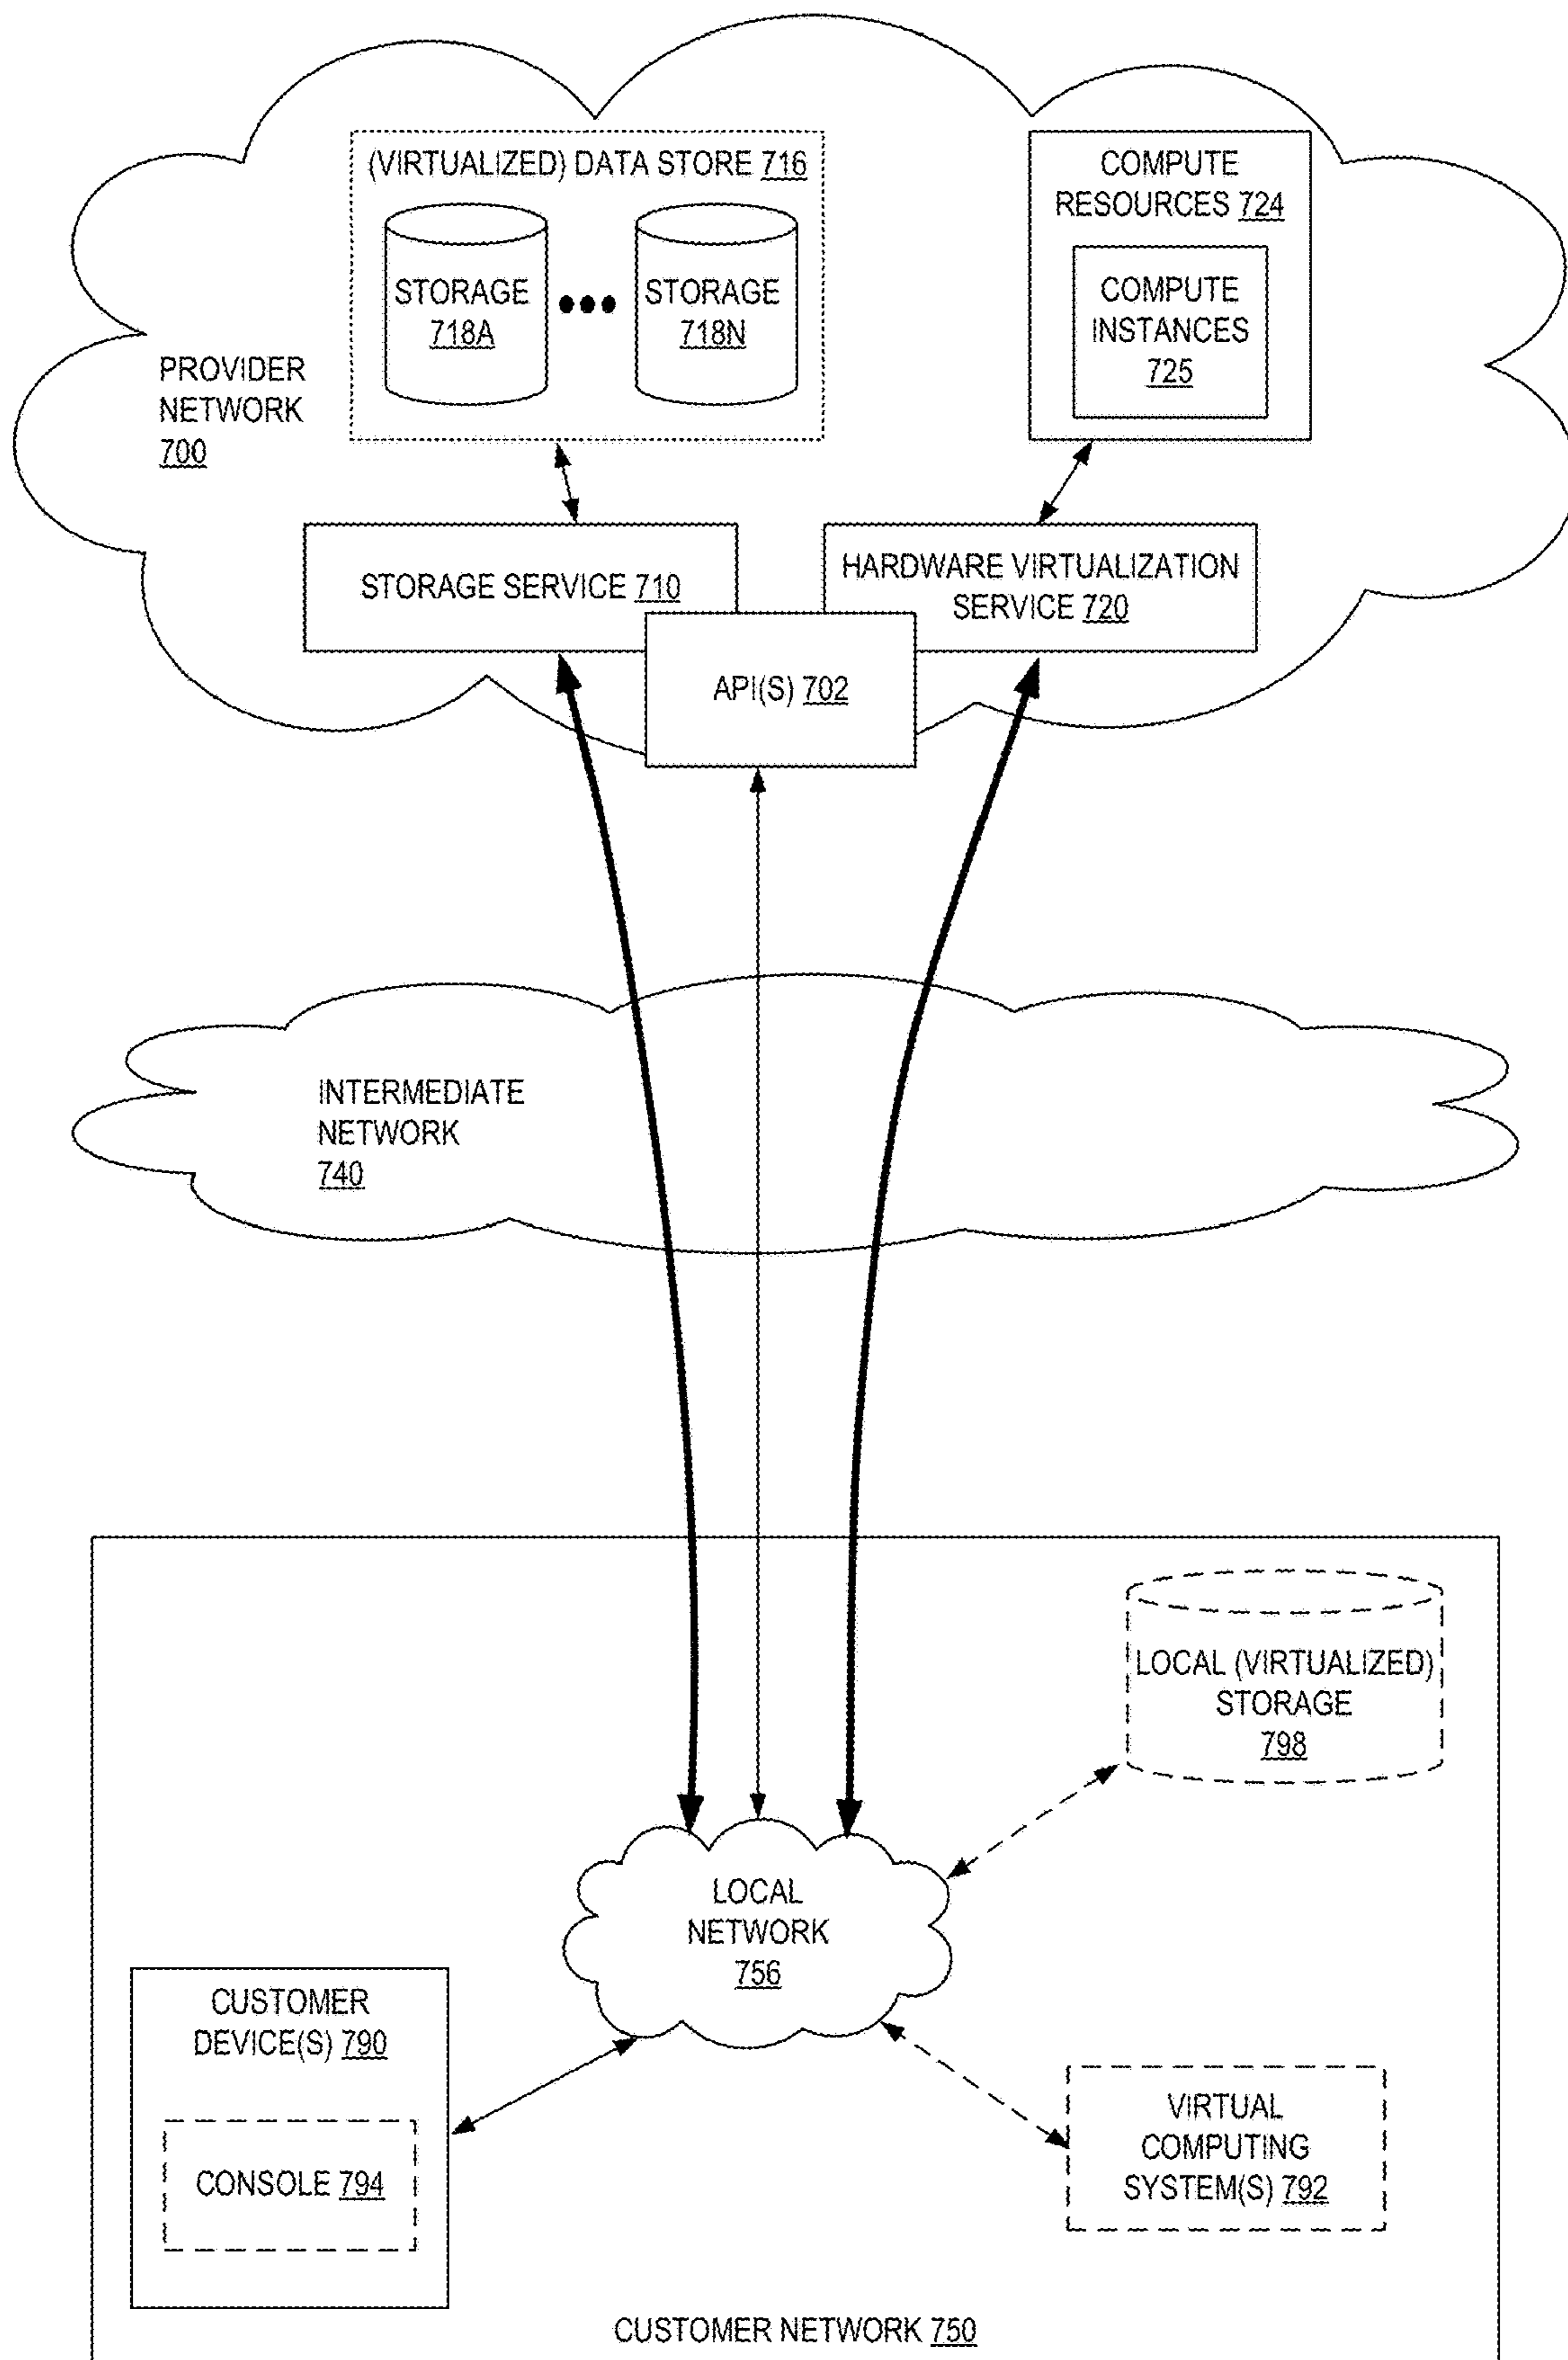 (VIRTUALIZED) DATA STORE 716
STORAGE
718A
STORAGE
718N
COMPUTE
RESOURCES 724
COMPUTE
INSTANCES
725
PROVIDER
NETWORK
700
STORAGE SERVICE 710
HARDWARE VIRTUALIZATION
SERVICE 720
API(S) 702
INTERMEDIATE
NETWORK
740
LOCAL (VIRTUALIZED)
STORAGE
798
LOCAL
NETWORK
756
CUSTOMER
DEVICE(S) 790
CONSOLE 794
VIRTUAL
COMPUTING
SYSTEM(S) 792
CUSTOMER NETWORK 750